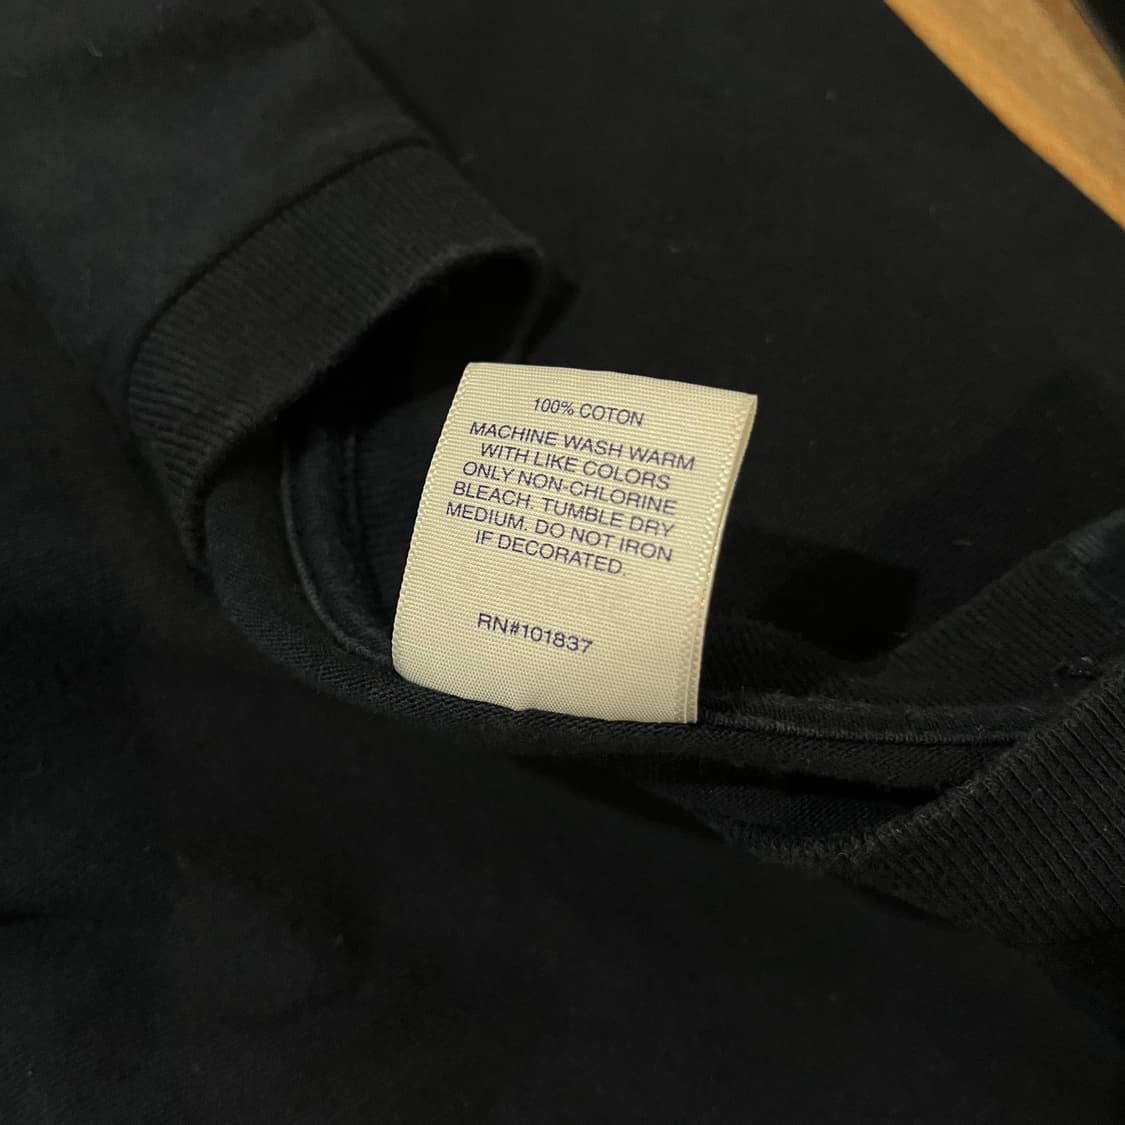 100% COTON
MACHINE WASH WARM
WITH LIKE COLORS
ONLY NON-CHLORINE
BLEACH. TUMBLE DRY
MEDIUM. DO NOT IRON
IF DECORATED.
RN#101837